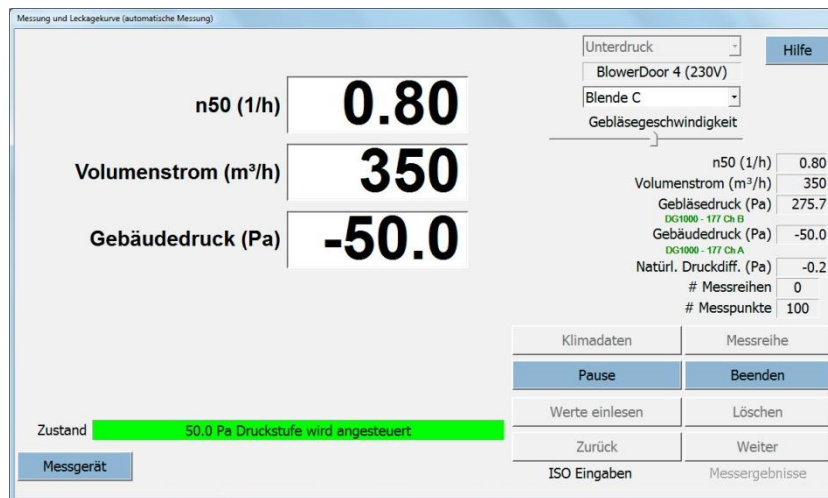 Messung und Leckagekurve (automatische Messung)
Unterdruck
Hilfe
BlowerDoor 4 (230V)
Blende C
Gebläsegeschwindigkeit
n50 (1/h) 0.80
Volumenstrom (m³/h) 350
Gebäudedruck (Pa) -50.0
n50 (1/h) 0.80
Volumenstrom (m³/h) 350
Gebläsedruck (Pa) 275.7
DG1000 - 177 Ch B
Gebäudedruck (Pa) -50.0
DG1000 - 177 Ch A
Natürl. Druckdiff. (Pa) -0.2
# Messreihen 0
# Messpunkte 100
Klimadaten Messreihe
Pause Beenden
Werte einlesen Löschen
Zurück Weiter
ISO Eingaben Messergebnisse
Zustand 50.0 Pa Druckstufe wird angesteuert
Messgerät